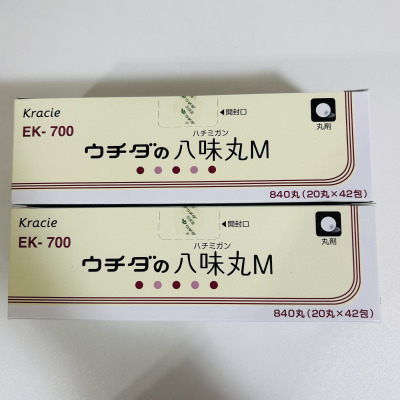 Kracie
EK-700
◀開封口
丸剤
ハチミガン
ウチダの八味丸M
840丸(20丸×42包)
Kracie
EK-700
◀開封口
丸剤
ハチミガン
ウチダの八味丸M
840丸(20丸×42包)